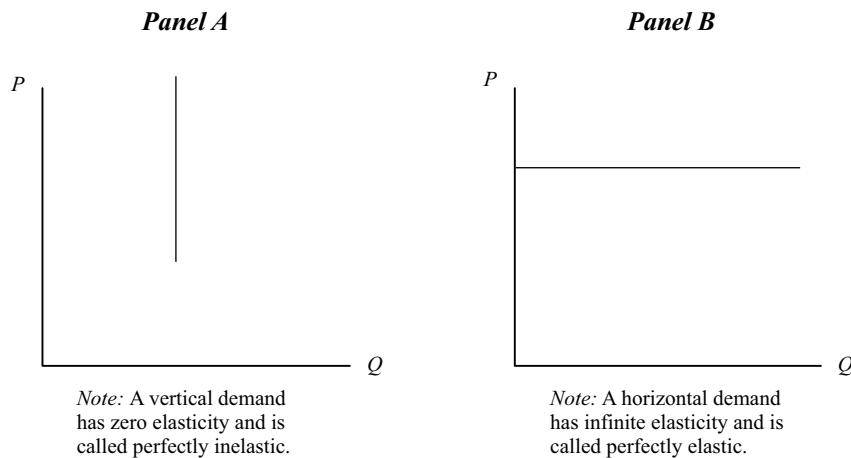 Panel A
Panel B
P
Q
P
Q
Note: A vertical demand
has zero elasticity and is
called perfectly inelastic.
Note: A horizontal demand
has infinite elasticity and is
called perfectly elastic.